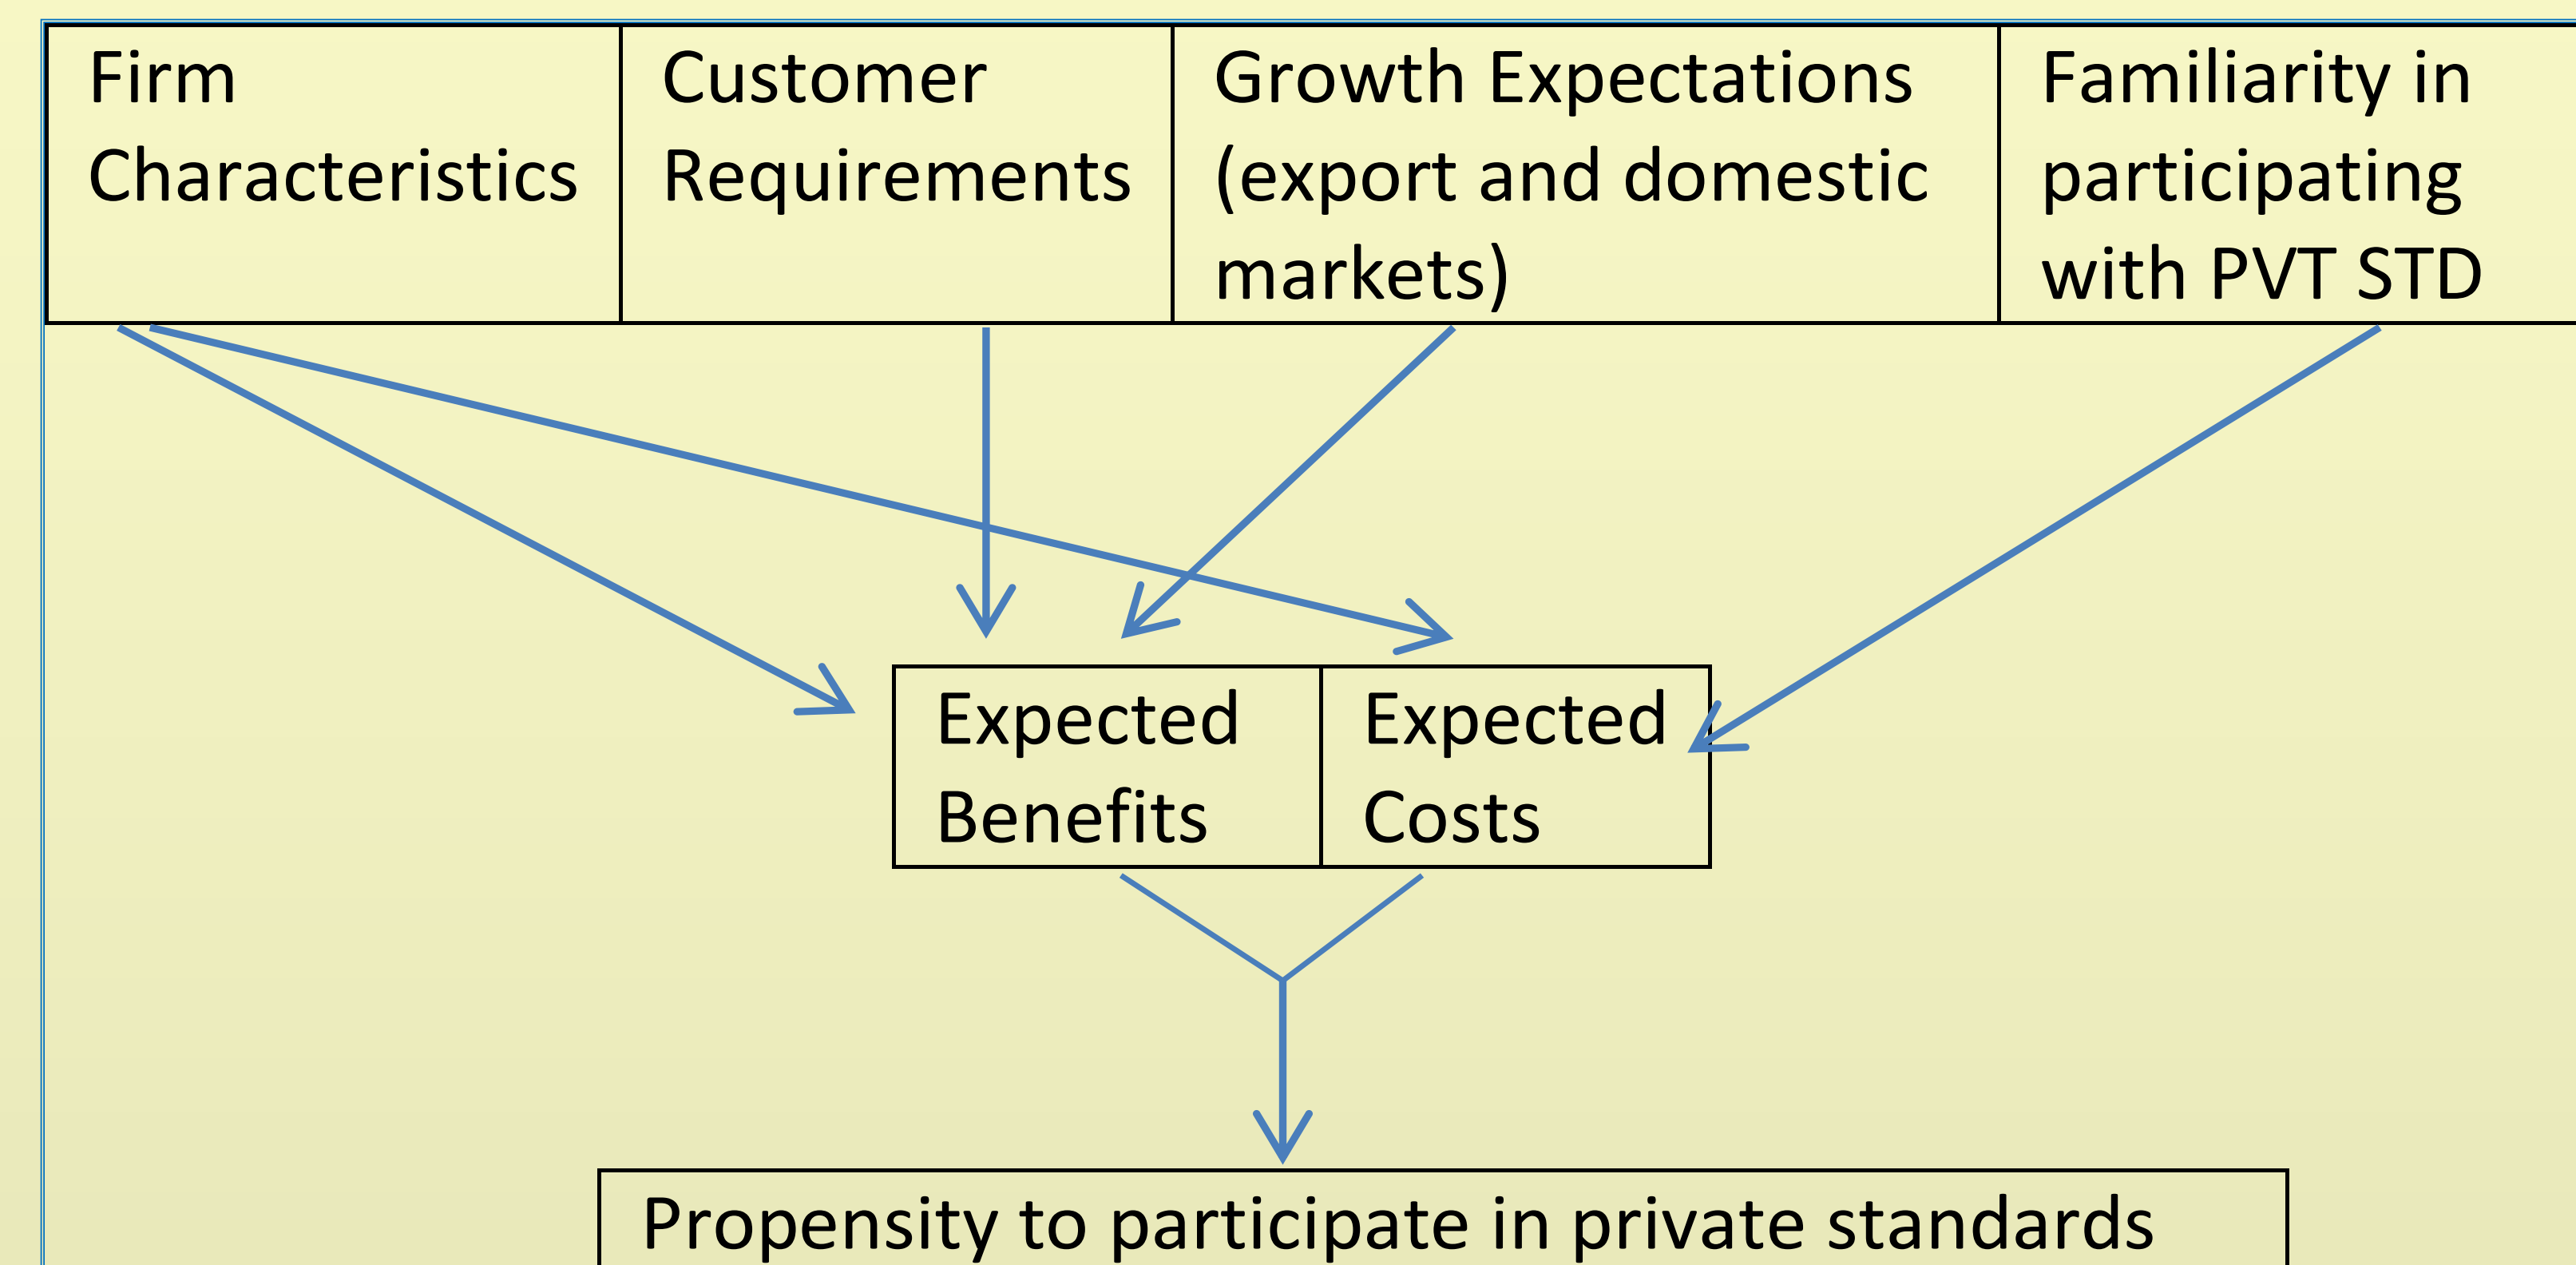 Firm
Characteristics
Customer
Requirements
Growth Expectations
(export and domestic
markets)
Familiarity in
participating
with PVT STD
Expected
Benefits
Expected
Costs
Propensity to participate in private standards